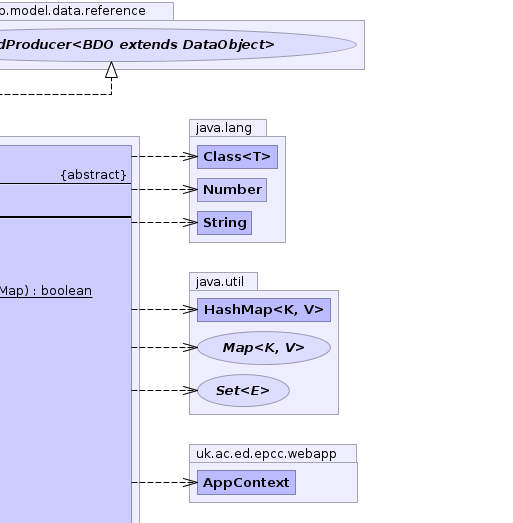 .model.data.reference
dProducer<BDO extends DataObject>
java.lang
Class<T>
{abstract}
Number
String
java.util
Map) : boolean
HashMap<K, V>
Map<K, V>
Set<E>
uk.ac.ed.epcc.webapp
AppContext